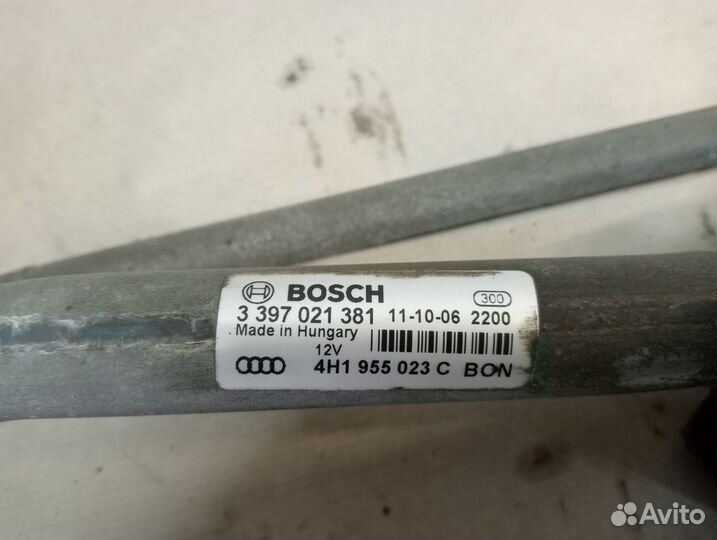 BOSCH 300
3 397 021 381 11-10-06 2200
Made in Hungary
12V
4H1 955 023 C BON
Avito